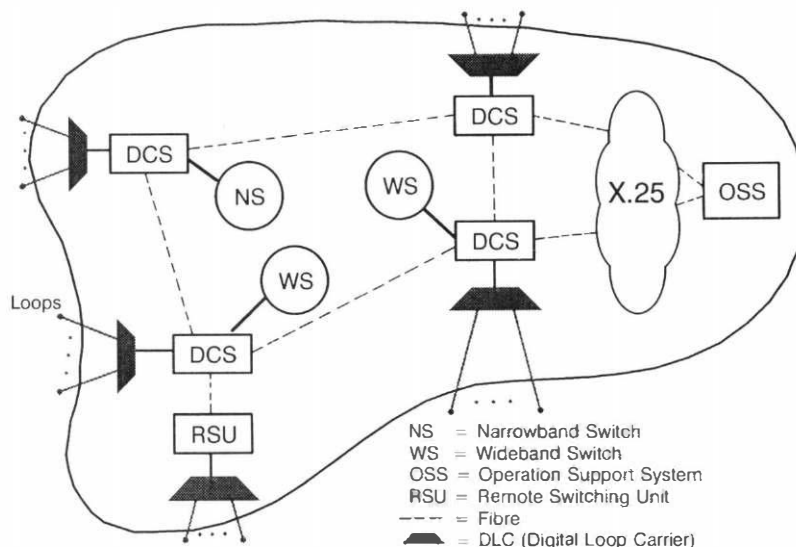 DCS
DCS
NS
WS
X.25
OSS
DCS
WS
Loops
DCS
RSU
NS = Narrowband Switch
WS = Wideband Switch
OSS = Operation Support System
RSU = Remote Switching Unit
= Fibre
= DLC (Digital Loop Carrier)